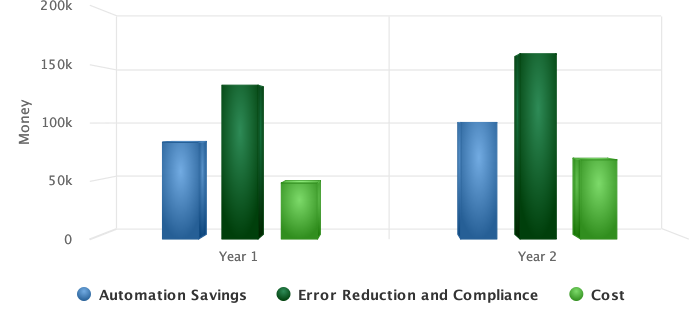 200k
150k
100k
50k
0
Money
Year 1
Year 2
Automation Savings
Error Reduction and Compliance
Cost